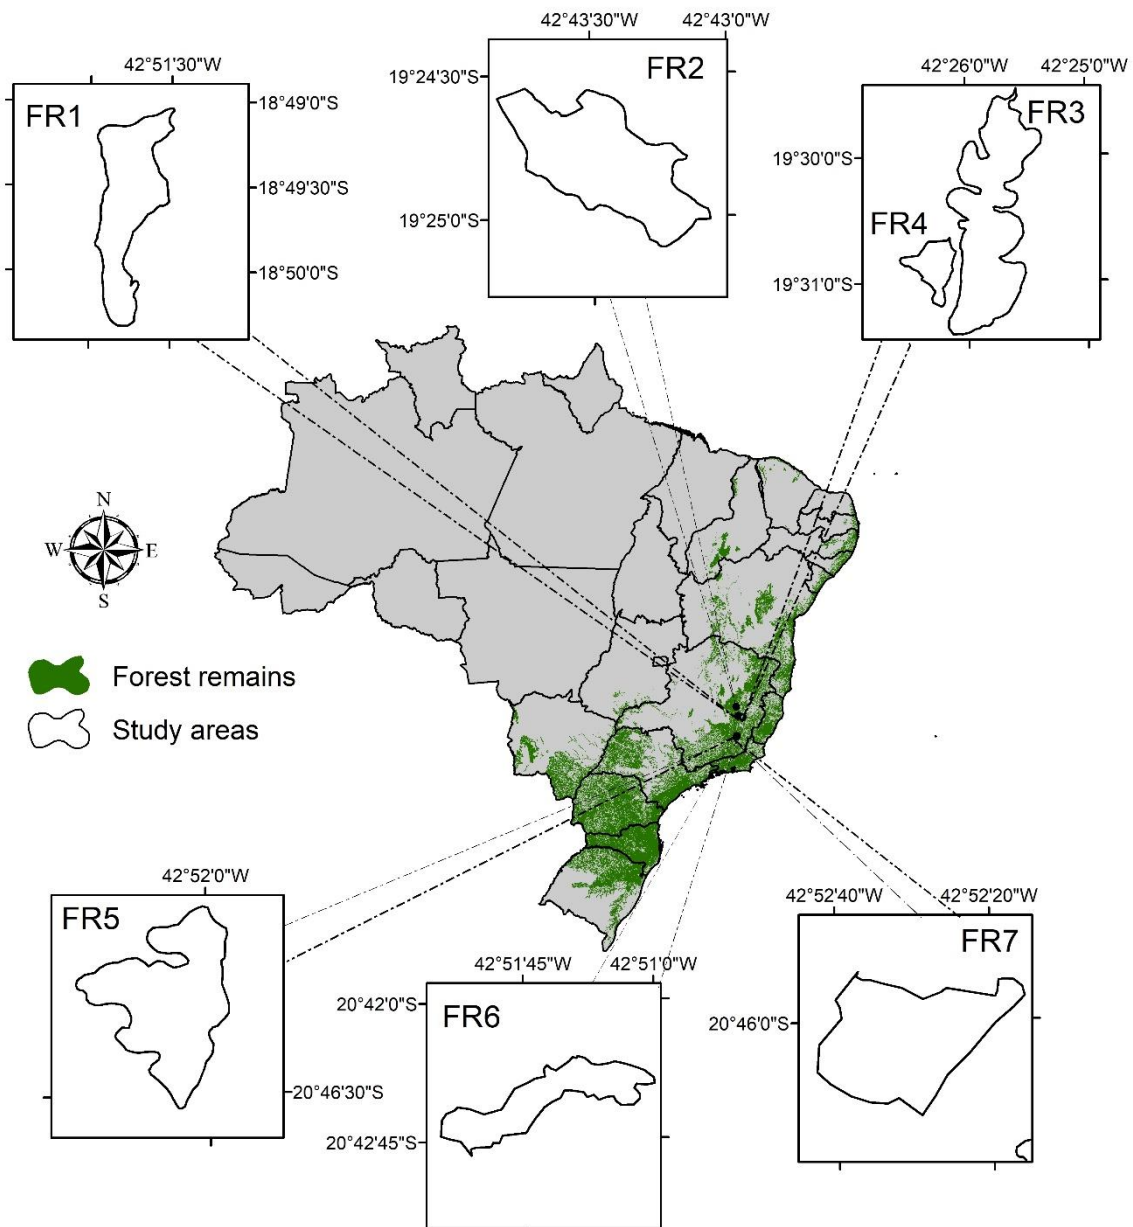 42°51'30"W
FR1
18°49'0"S
18°49'30"S
18°50'0"S
42°43'30"W
42°43'0"W
FR2
19°24'30"S
19°25'0"S
42°26'0"W
42°25'0"W
FR3
19°30'0"S
FR4
19°31'0"S
N
W
E
S
Forest remains
Study areas
42°52'0"W
FR5
20°46'30"S
42°51'45"W
42°51'0"W
20°42'0"S
FR6
20°42'45"S
42°52'40"W
42°52'20"W
FR7
20°46'0"S